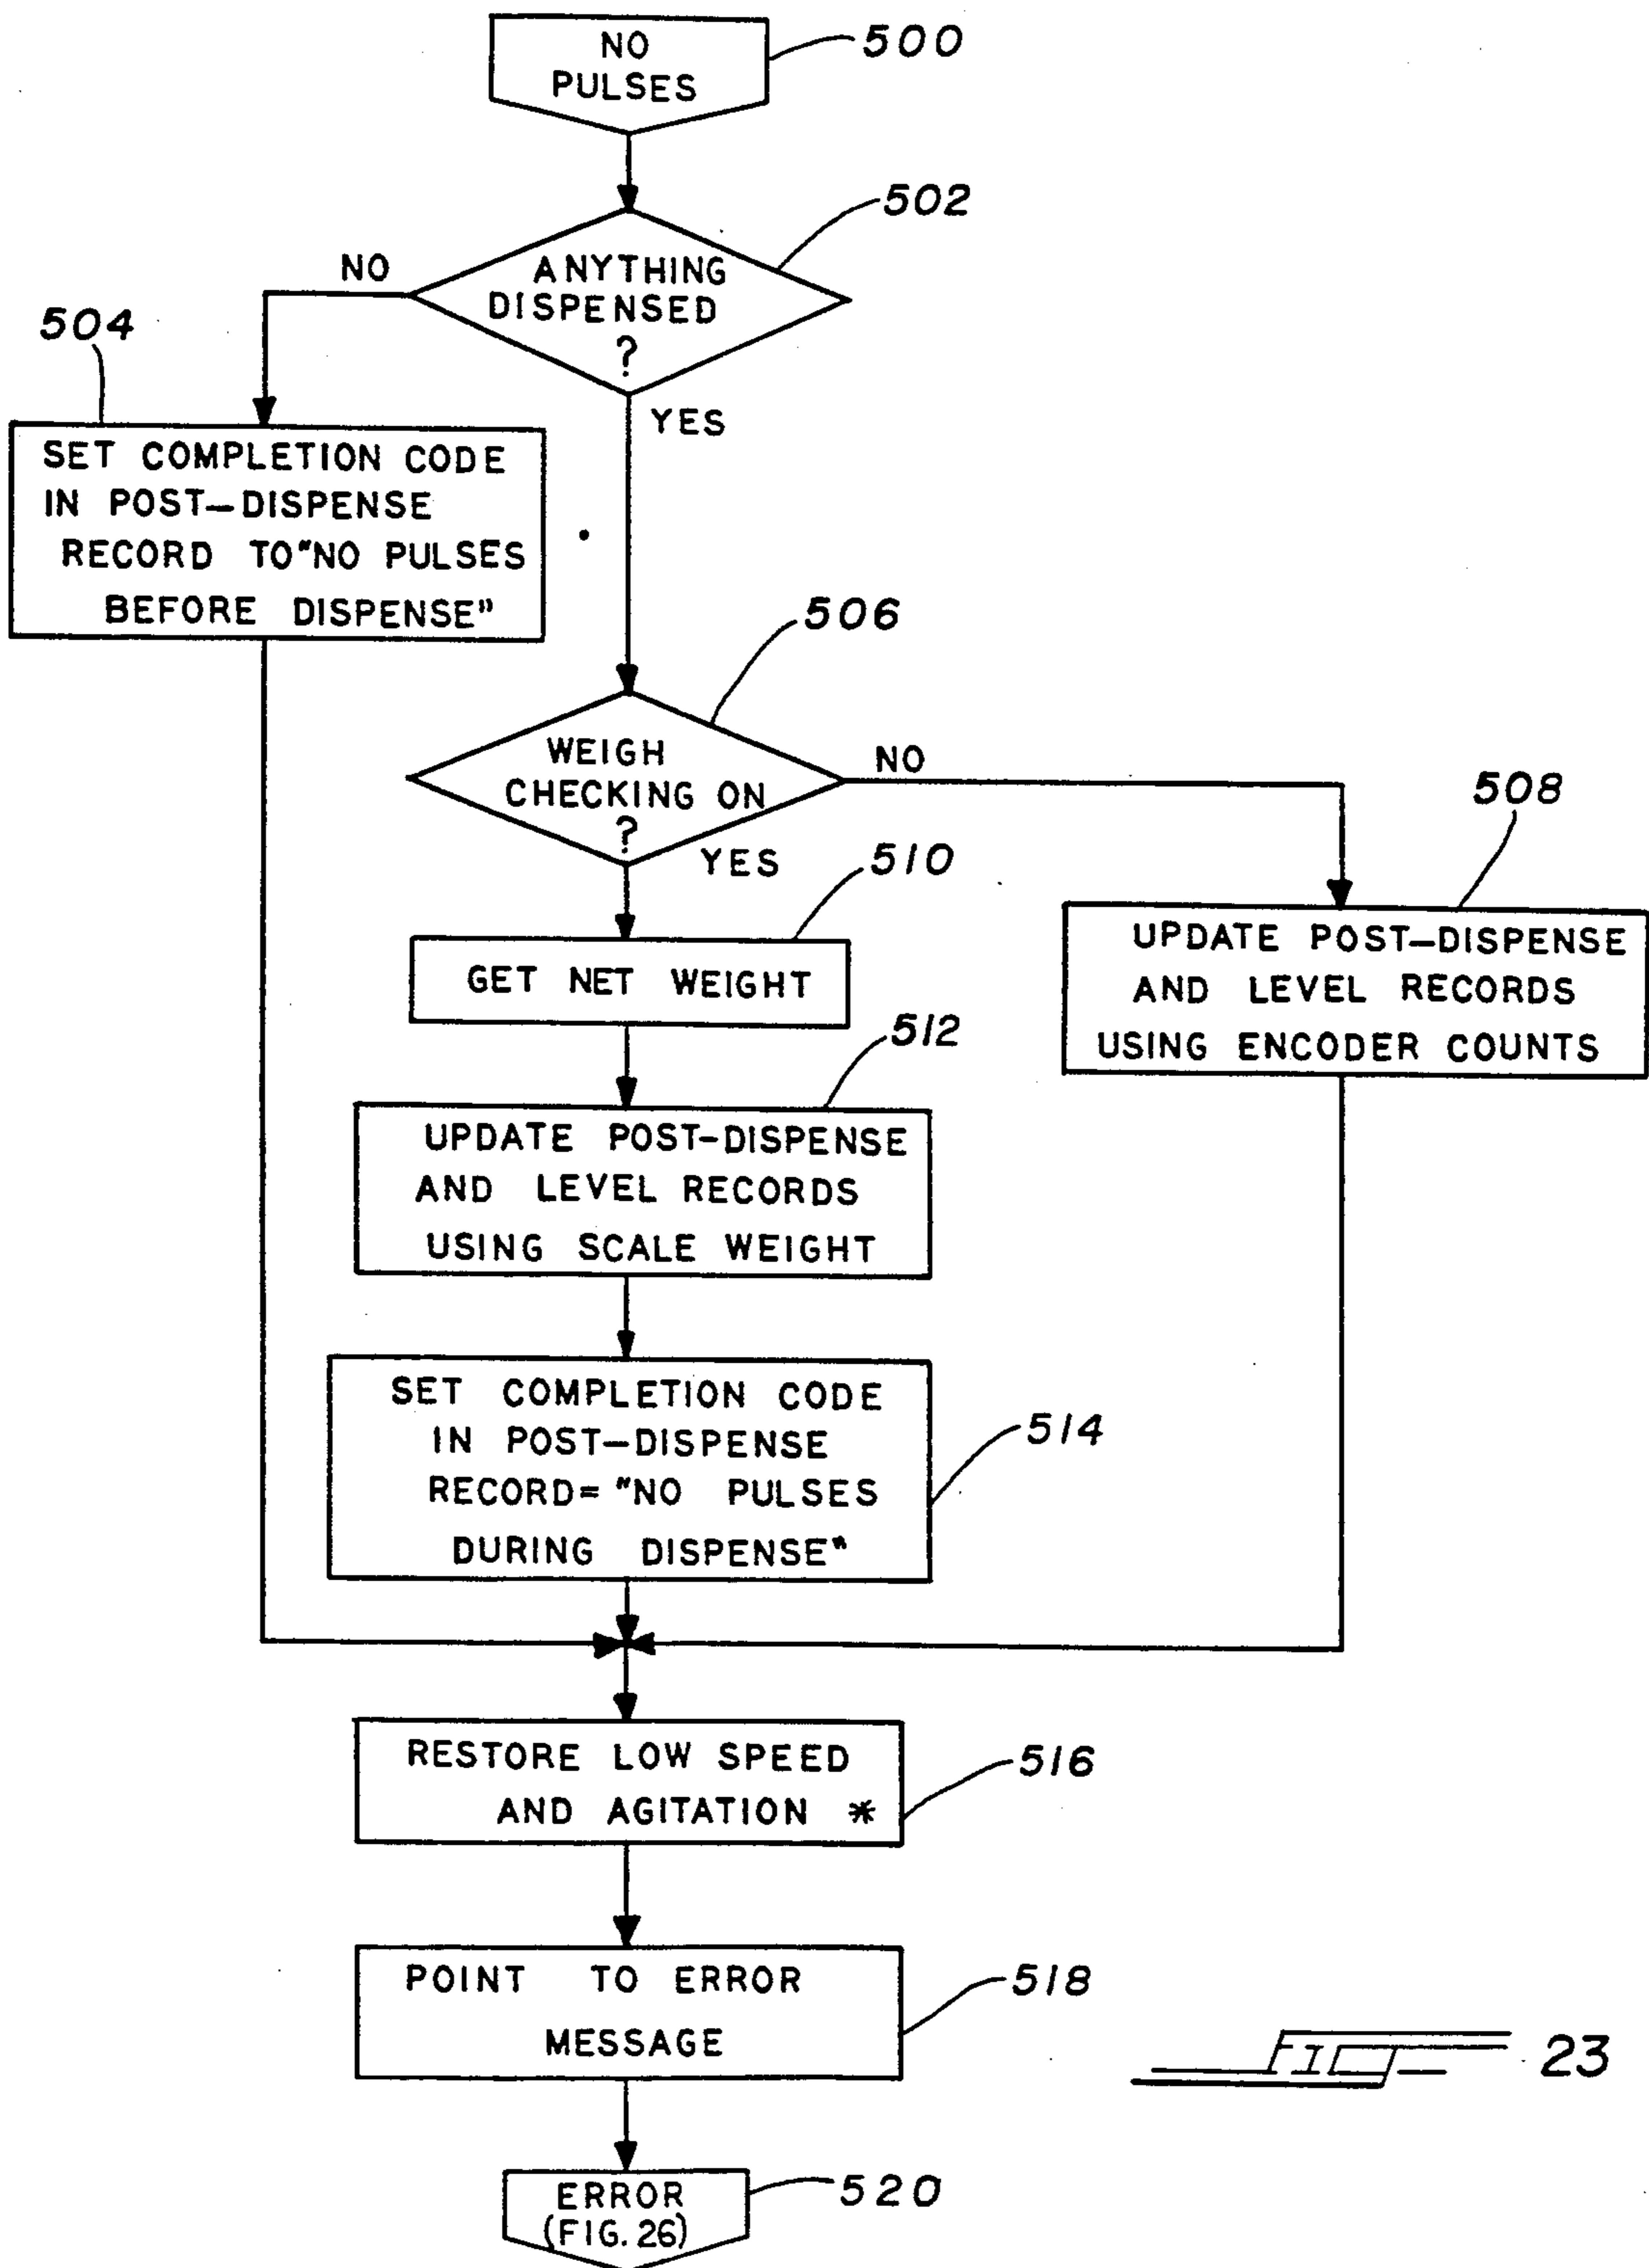 NO
PULSES
500
502
ANYTHING
DISPENSED
?
NO
YES
504
SET COMPLETION CODE
IN POST-DISPENSE
RECORD TO "NO PULSES
BEFORE DISPENSE"
506
WEIGH
CHECKING ON
?
NO
YES
508
UPDATE POST-DISPENSE
AND LEVEL RECORDS
USING ENCODER COUNTS
510
GET NET WEIGHT
512
UPDATE POST-DISPENSE
AND LEVEL RECORDS
USING SCALE WEIGHT
SET COMPLETION CODE
IN POST-DISPENSE
RECORD= "NO PULSES
DURING DISPENSE"
514
RESTORE LOW SPEED
AND AGITATION *
516
POINT TO ERROR
MESSAGE
518
FIG 23
ERROR
(FIG. 26)
520